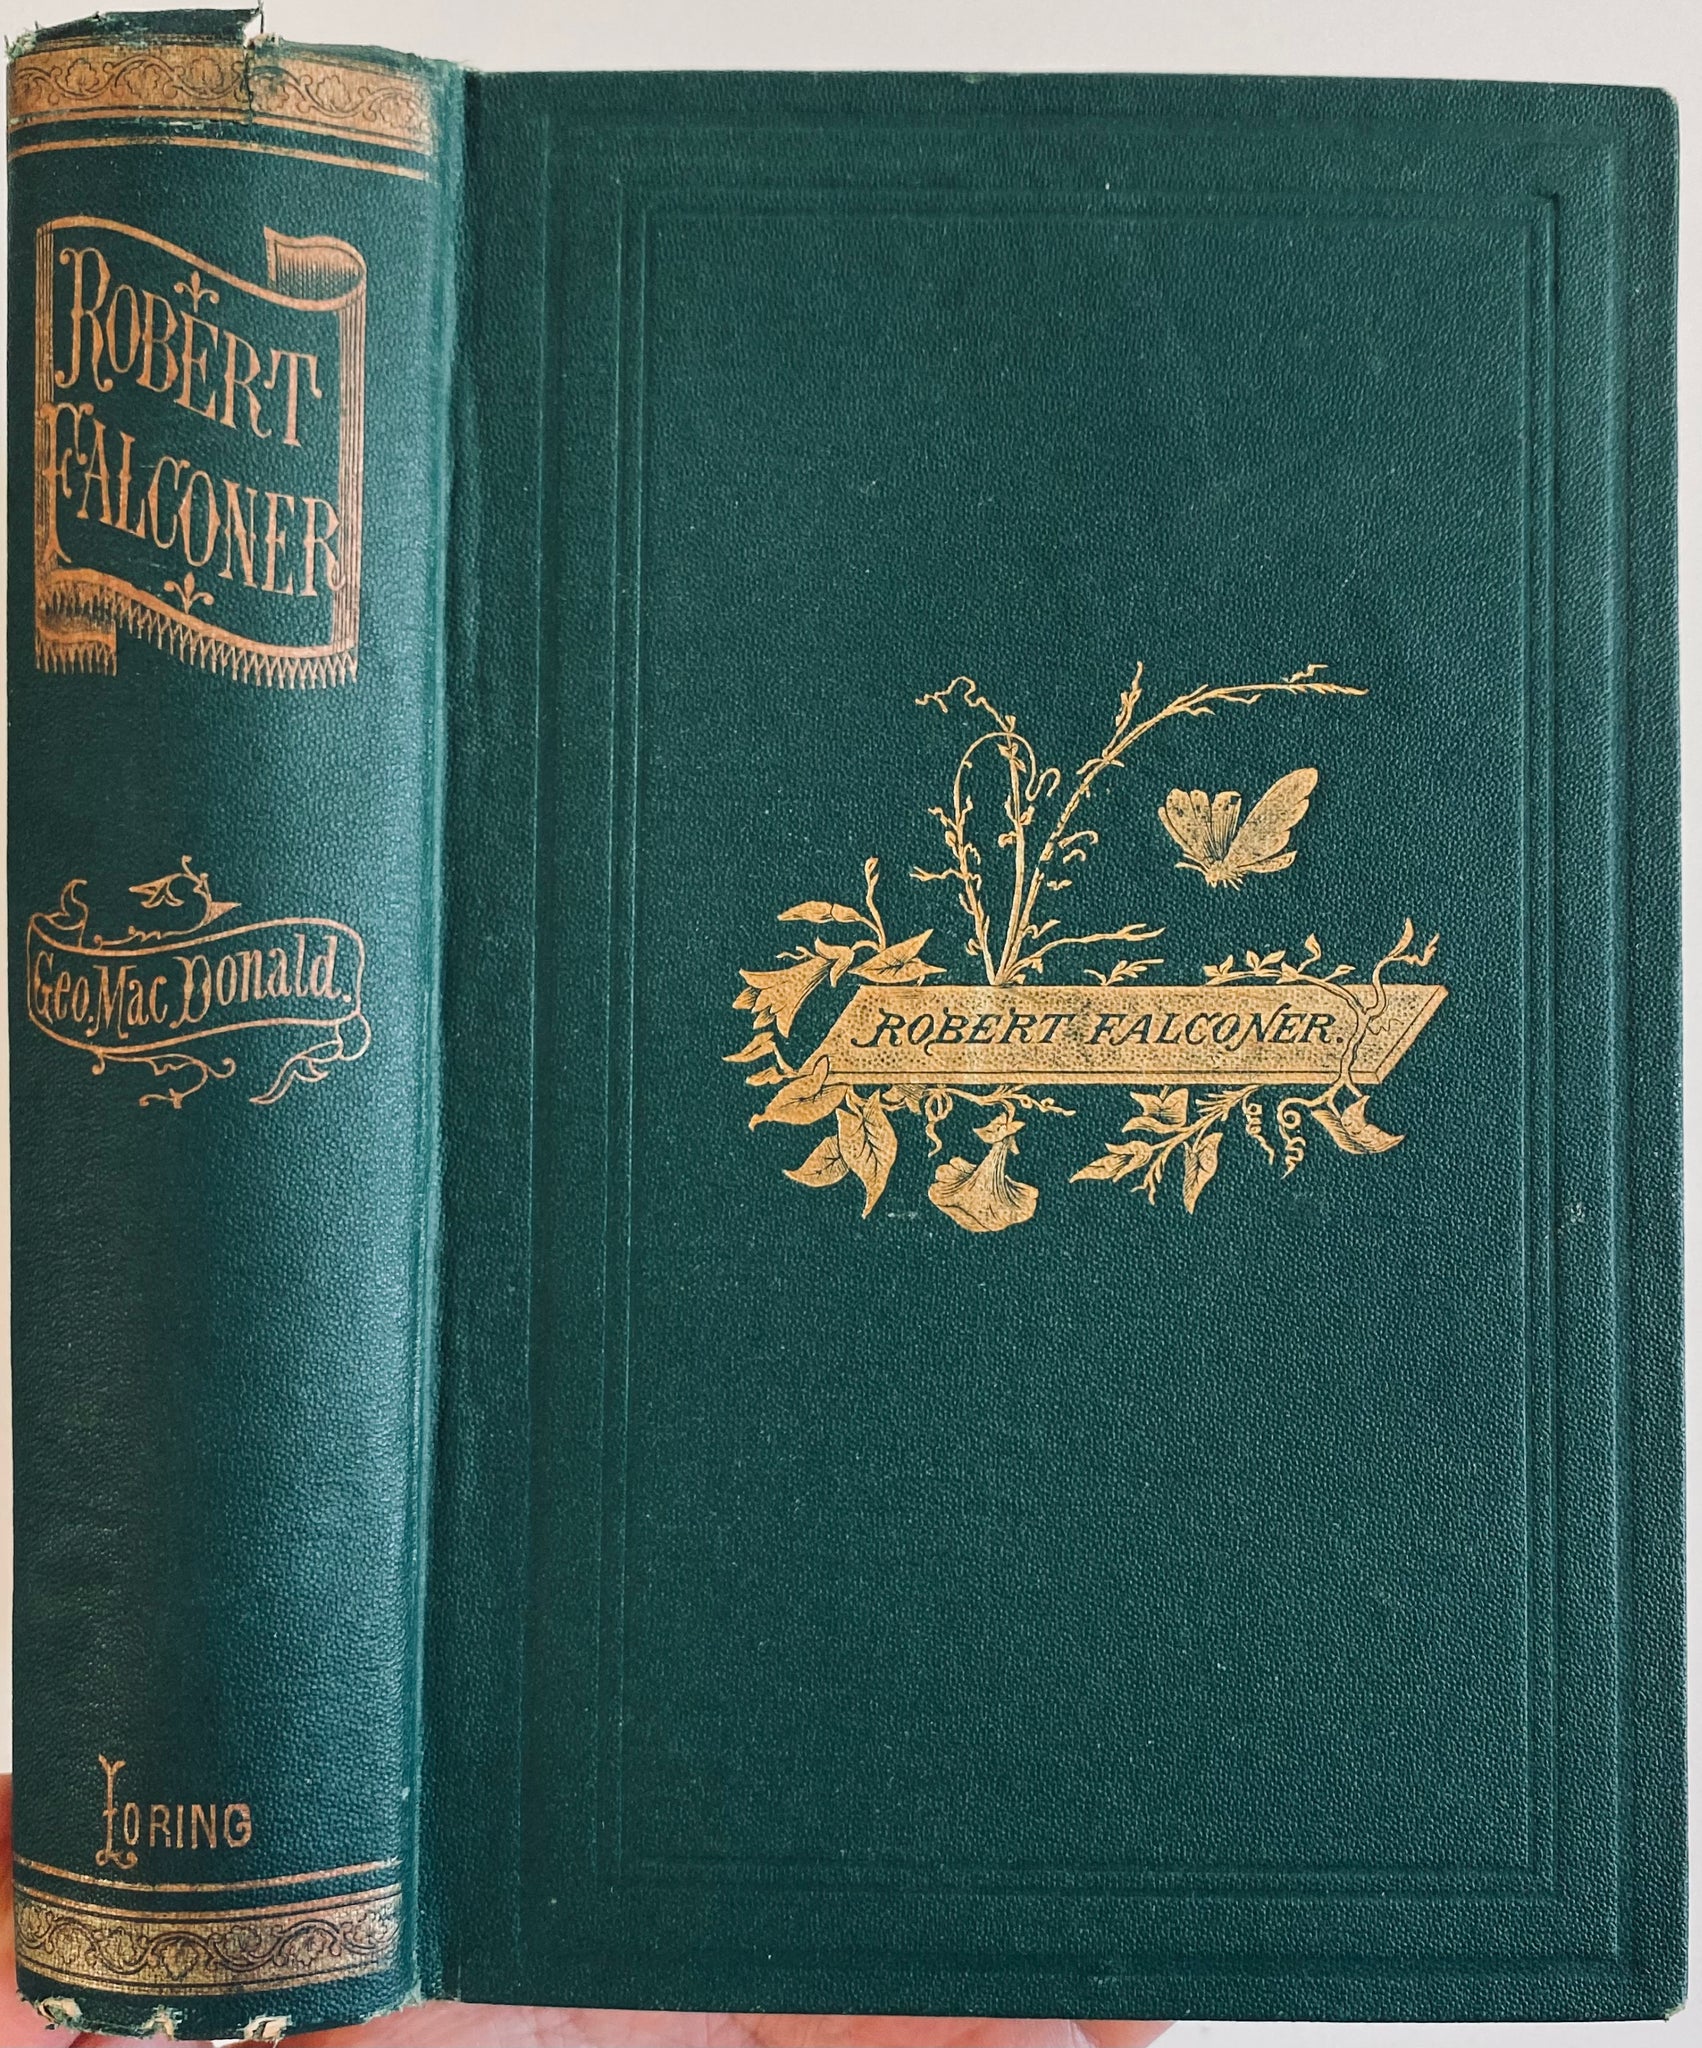 ROBERT
FALCONER
Geo. Mac Donald.
LORING
ROBERT FALCONER.